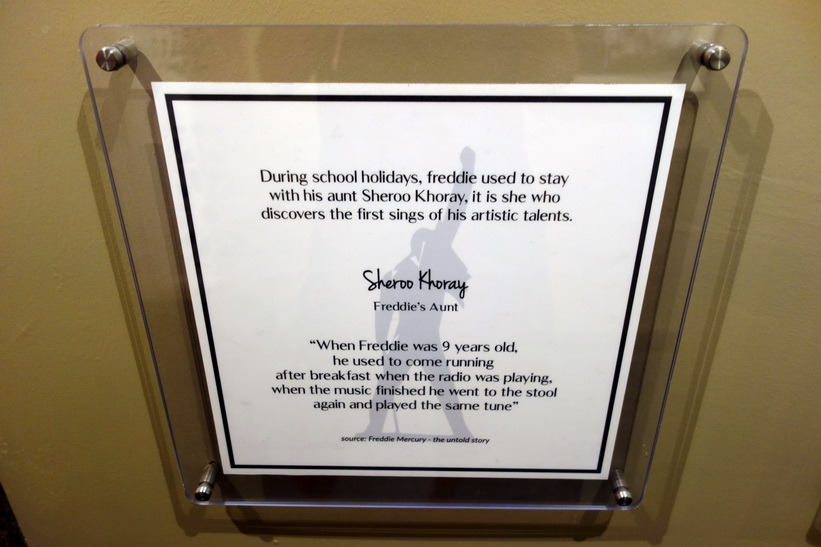 During school holidays, freddie used to stay
with his aunt Sheroo Khoray, it is she who
discovers the first sings of his artistic talents.
Sheroo Khoray
Freddie's Aunt
"When Freddie was 9 years old,
he used to come running
after breakfast when the radio was playing,
when the music finished he went to the stool
again and played the same tune"
source: Freddie Mercury - the untold story